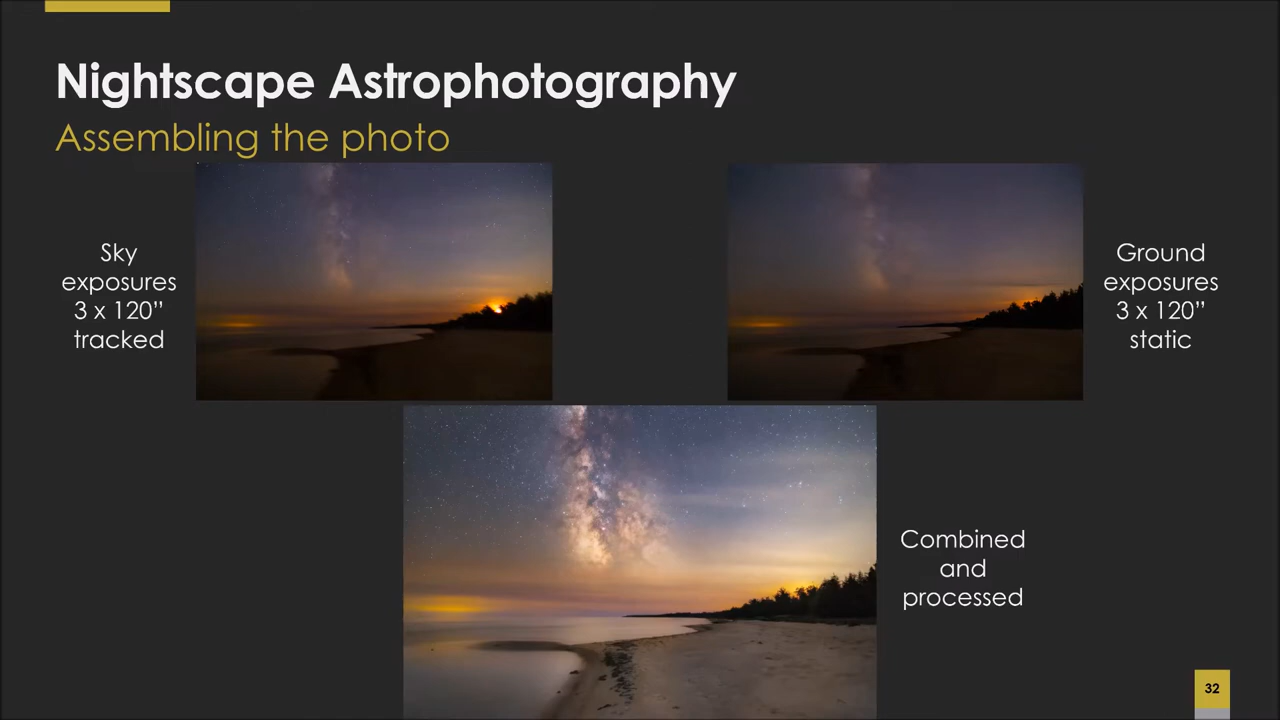 Nightscape Astrophotography
Assembling the photo
Sky
exposures
3 x 120”
tracked
Ground
exposures
3 x 120”
static
Combined
and
processed
32